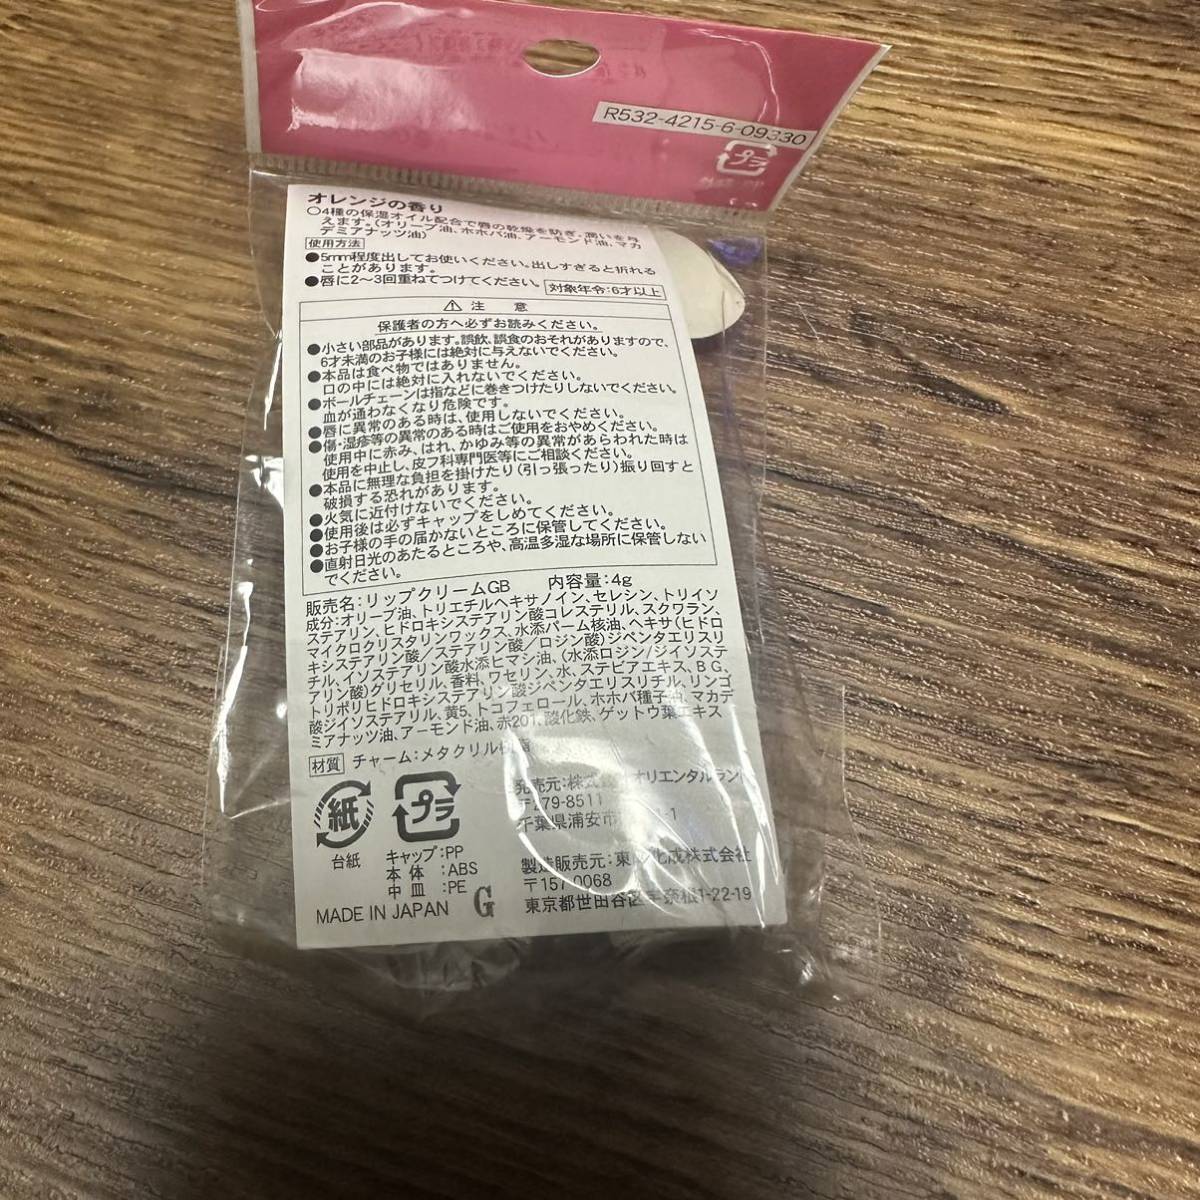 R532-4215-6-09330
プラ
オレンジの香り
○4種の保湿オイル配合で唇の乾燥を防ぎ、潤いを与
えます。(オリーブ油、ホホバ油、アーモンド油、マカ
デミアナッツ油)
使用方法
●5mm程度出してお使いください。出しすぎると折れる
ことがあります。
●唇に2〜3回重ねてつけてください。 対象年令:6才以上
⚠ 注 意
保護者の方へ必ずお読みください。
●小さい部品があります。誤飲、誤食のおそれがありますので、
6才未満のお子様には絶対に与えないでください。
●本品は食べ物ではありません。
口の中には絶対に入れないでください。
●ボールチェーンは指などに巻きつけたりしないでください。
血が通わなくなり危険です。
●唇に異常のある時は、使用しないでください。
●傷・湿疹等の異常のある時はご使用をおやめください。
使用中に赤み、はれ、かゆみ等の異常があらわれた時は
使用を中止し、皮フ科専門医等にご相談ください。
●本品に無理な負担を掛けたり(引っ張ったり)振り回すと
破損する恐れがあります。
●火気に近付けないでください。
●使用後は必ずキャップをしめてください。
●お子様の手の届かないところに保管してください。
●直射日光のあたるところや、高温多湿な場所に保管しない
でください。
販売名:リップクリームGB 内容量:4g
成分:オリーブ油、トリエチルヘキサノイン、セレシン、トリイソ
ステアリン、ヒドロキシステアリン酸コレステリル、スクワラン、
マイクロクリスタリンワックス、水添パーム核油、ヘキサ(ヒドロ
キシステアリン酸/ステアリン酸/ロジン酸)ジペンタエリスリ
チル、イソステアリン酸水添ヒマシ油、(水添ロジン/ジイソステ
アリン酸)グリセリル、香料、ワセリン、水、ステビアエキス、BG、
トリポリヒドロキシステアリン酸ジペンタエリスリチル、リンゴ
酸ジイソステアリル、黄5、トコフェロール、ホホバ種子油、マカデ
ミアナッツ油、アーモンド油、赤201、酸化鉄、ゲットウ葉エキス
材質 チャーム:メタクリル
紙
台紙
プラ
キャップ:PP
本体:ABS
中皿:PE
MADE IN JAPAN G
発売元:株式 オリエンタルラン
〒279-8511
千葉県浦安市 -1
製造販売元:東 化成株式会社
〒157-0068
東京都世田谷区宇奈根1-22-19